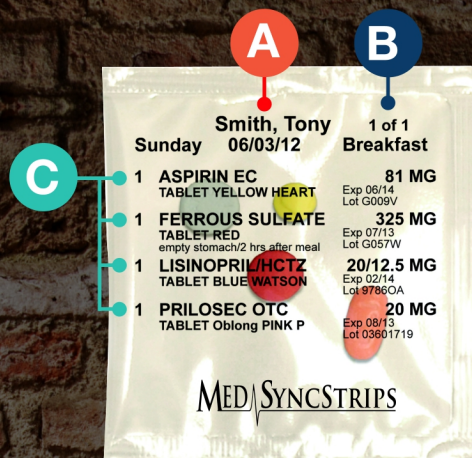 A
B
Smith, Tony 1 of 1
Sunday 06/03/12 Breakfast
C
1 ASPIRIN EC 81 MG
TABLET YELLOW HEART Exp 06/14
Lot G009V
1 FERROUS SULFATE 325 MG
TABLET RED Exp 07/13
empty stomach/2 hrs after meal Lot G057W
1 LISINOPRIL/HCTZ 20/12.5 MG
TABLET BLUE WATSON Exp 02/14
Lot 9786OA
1 PRILOSEC OTC 20 MG
TABLET Oblong PINK P Exp 08/13
Lot 03601719
MEDSYNCSTRIPS